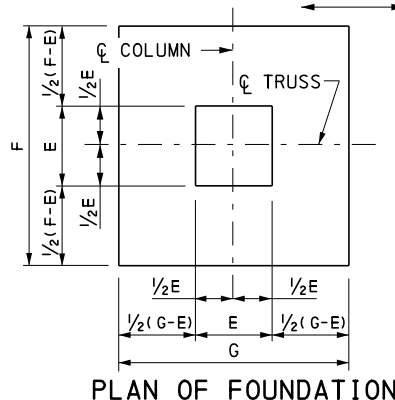 ℄ COLUMN
℄ TRUSS
F
½(F-E)
E
½(F-E)
½E
½E
½E
½E
½(G-E)
E
½(G-E)
G
PLAN OF FOUNDATION